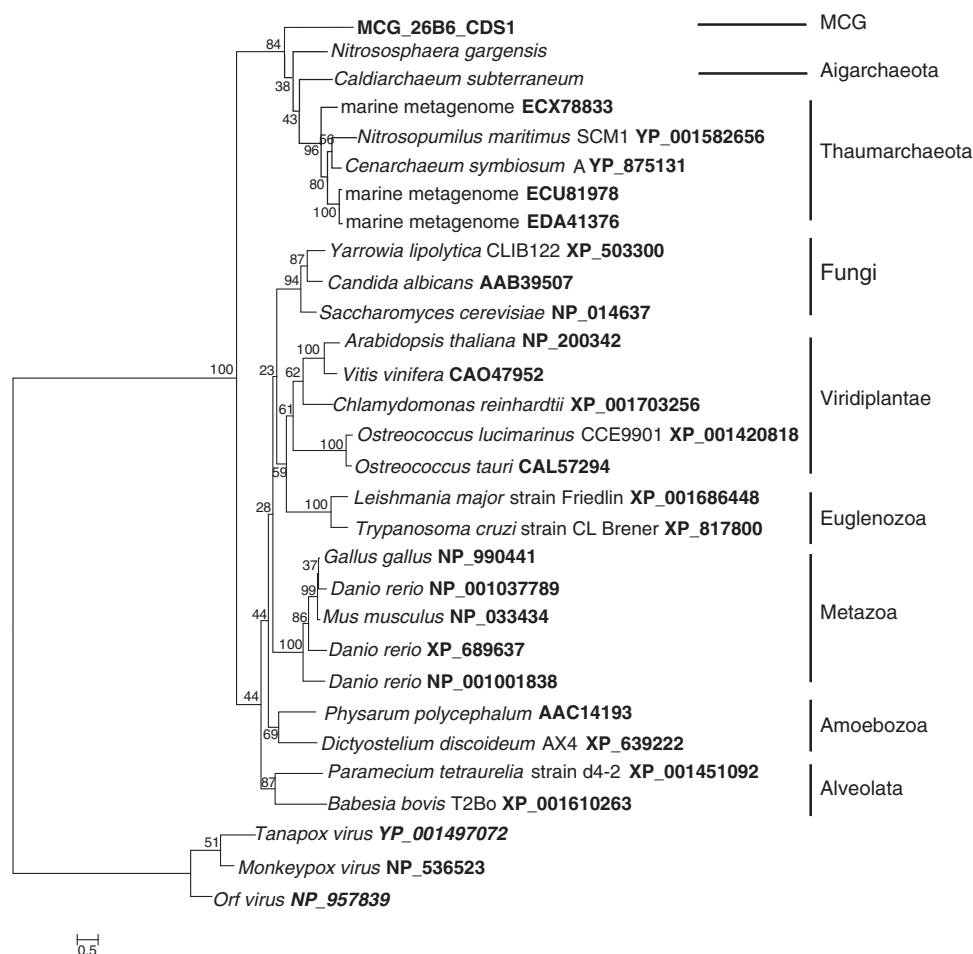 MCG_26B6_CDS1
MCG
84
Nitrososphaera gargensis
38
Caldiarchaeum subterraneum
Aigarchaeota
43
marine metagenome ECX78833
56
Nitrosopumilus maritimus SCM1 YP_001582656
96
Thaumarchaeota
Cenarchaeum symbiosum A YP_875131
80
marine metagenome ECU81978
100
marine metagenome EDA41376
Yarrowia lipolytica CLIB122 XP_503300
87
Fungi
94
Candida albicans AAB39507
Saccharomyces cerevisiae NP_014637
Arabidopsis thaliana NP_200342
100
100
23
62
Vitis vinifera CAO47952
Viridiplantae
Chlamydomonas reinhardtii XP_001703256
61
Ostreococcus lucimarinus CCE9901 XP_001420818
100
Ostreococcus tauri CAL57294
59
Leishmania major strain Friedlin XP_001686448
28
100
Euglenozoa
Trypanosoma cruzi strain CL Brener XP_817800
Gallus gallus NP_990441
37
Danio rerio NP_001037789
99
Metazoa
44
86
Mus musculus NP_033434
100
Danio rerio XP_689637
Danio rerio NP_001001838
44
Physarum polycephalum AAC14193
Amoebozoa
69
Dictyostelium discoideum AX4 XP_639222
Paramecium tetraurelia strain d4-2 XP_001451092
87
Alveolata
Babesia bovis T2Bo XP_001610263
Tanapox virus YP_001497072
51
Monkeypox virus NP_536523
Orf virus NP_957839
0.5